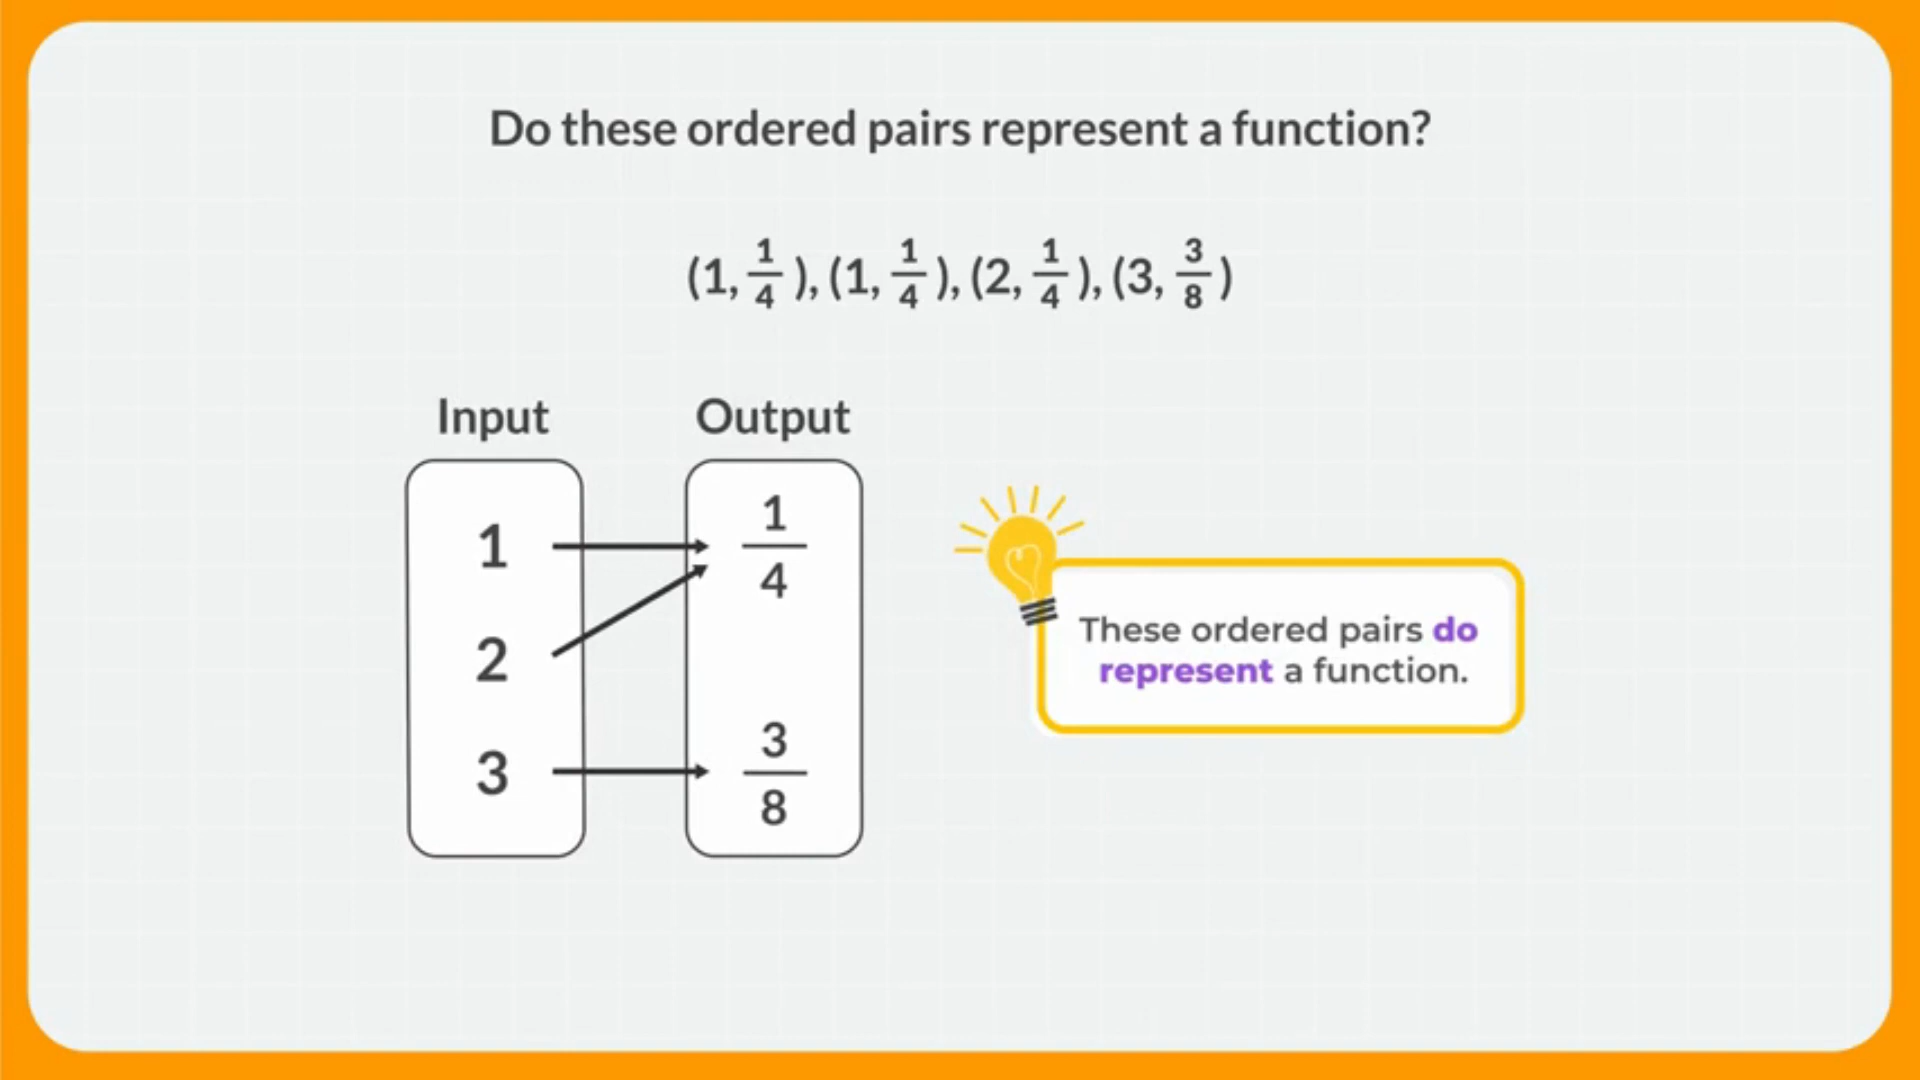 Do these ordered pairs represent a function?
(1, 1/4), (1, 1/4), (2, 1/4), (3, 3/8)
Input Output
1 1/4
2
3 3/8
These ordered pairs do
represent a function.